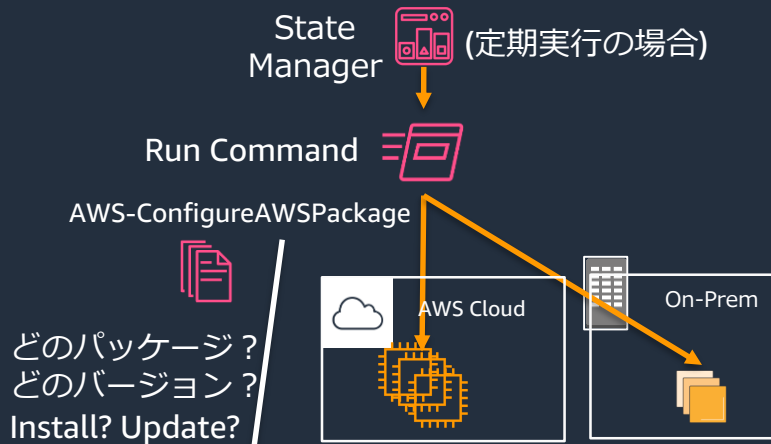 State
Manager
(定期実行の場合)
Run Command
AWS-ConfigureAWSPackage
AWS Cloud
On-Prem
どのパッケージ？
どのバージョン？
Install? Update?